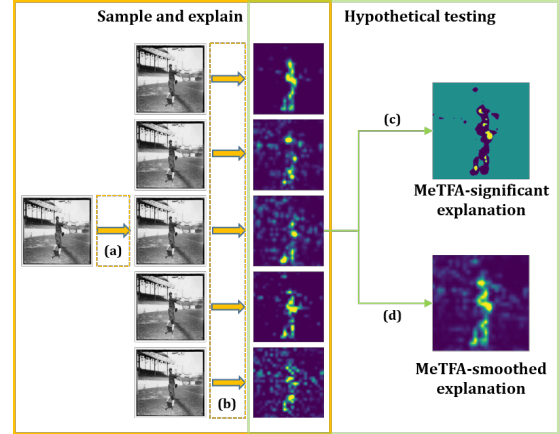 Sample and explain
Hypothetical testing
(a)
(b)
(c)
MeTFA-significant
explanation
(d)
MeTFA-smoothed
explanation